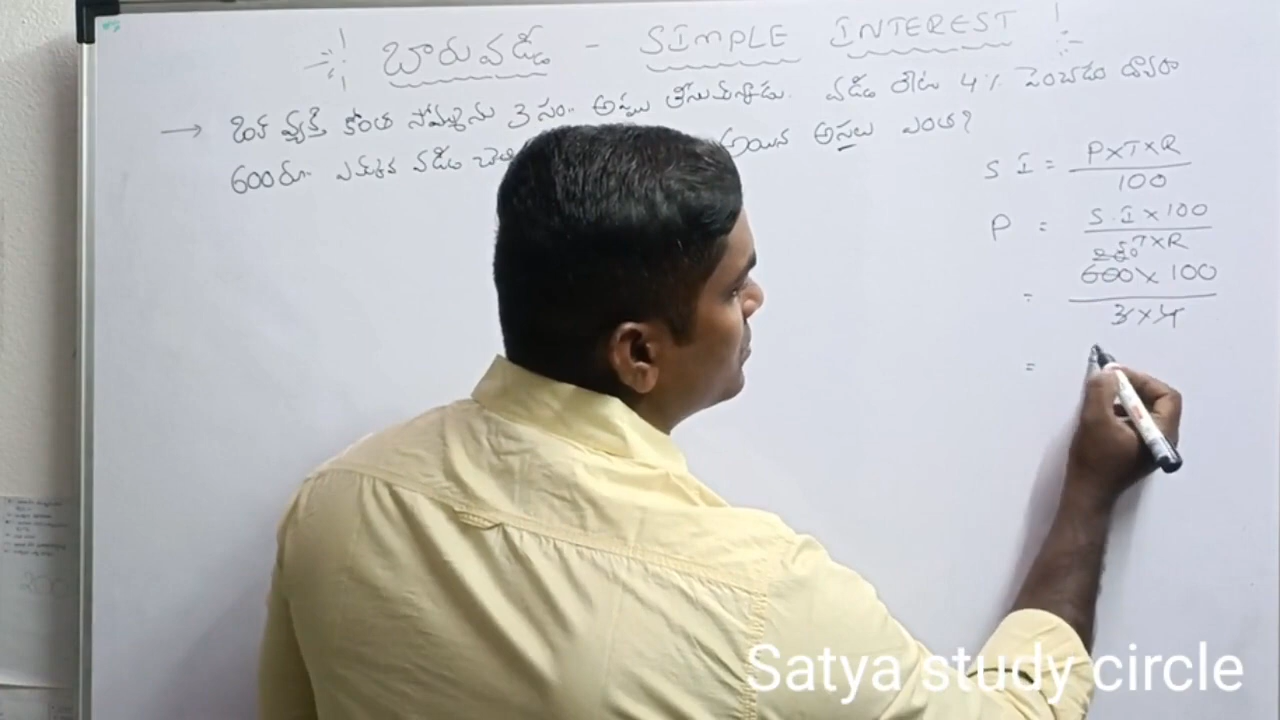 బారువడ్డీ - SIMPLE INTEREST
→ ఒక వ్యక్తి కొంత సొమ్మును 3 సం.. అప్పు తీసుకున్నాడు. వడ్డీ రేటు 4% పెంచడం ద్వారా
600రూ. ఎక్కువ వడ్డీ అయిన అసలు ఎంత?
S I = P×T×R
100
P = S.I×100
T×R
= 600× 100
3×4
=
200
Satya study circle